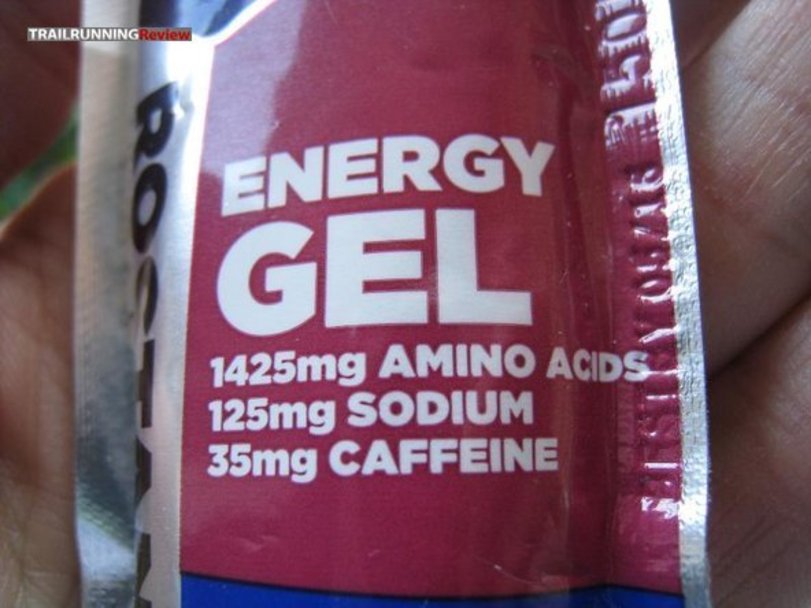 TRAILRUNNINGReview
ENERGY
GEL
1425mg AMINO ACIDS
125mg SODIUM
35mg CAFFEINE